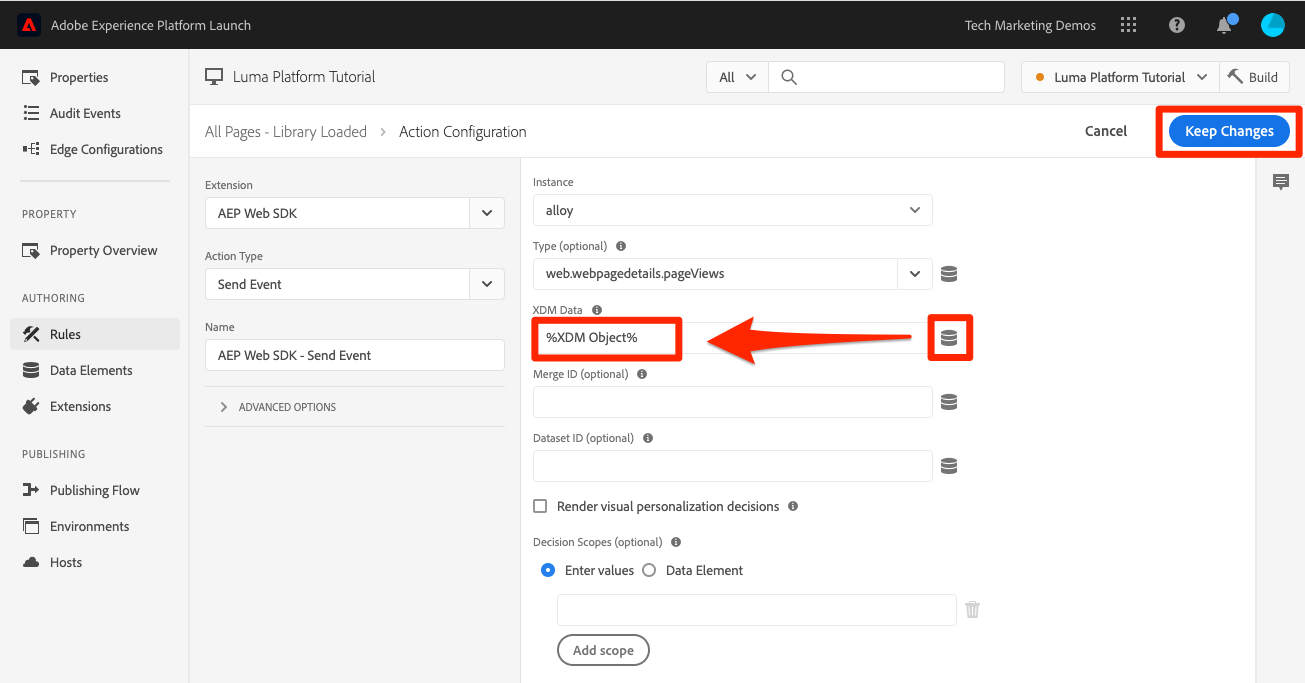 Adobe Experience Platform Launch
Tech Marketing Demos
Properties
Audit Events
Edge Configurations
PROPERTY
Property Overview
AUTHORING
Rules
Data Elements
Extensions
PUBLISHING
Publishing Flow
Environments
Hosts
Luma Platform Tutorial
All
Luma Platform Tutorial
Build
All Pages - Library Loaded > Action Configuration
Cancel
Keep Changes
Extension
AEP Web SDK
Action Type
Send Event
Name
AEP Web SDK - Send Event
ADVANCED OPTIONS
Instance
alloy
Type (optional)
web.webpagedetails.pageViews
XDM Data
%XDM Object%
Merge ID (optional)
Dataset ID (optional)
Render visual personalization decisions
Decision Scopes (optional)
Enter values
Data Element
Add scope